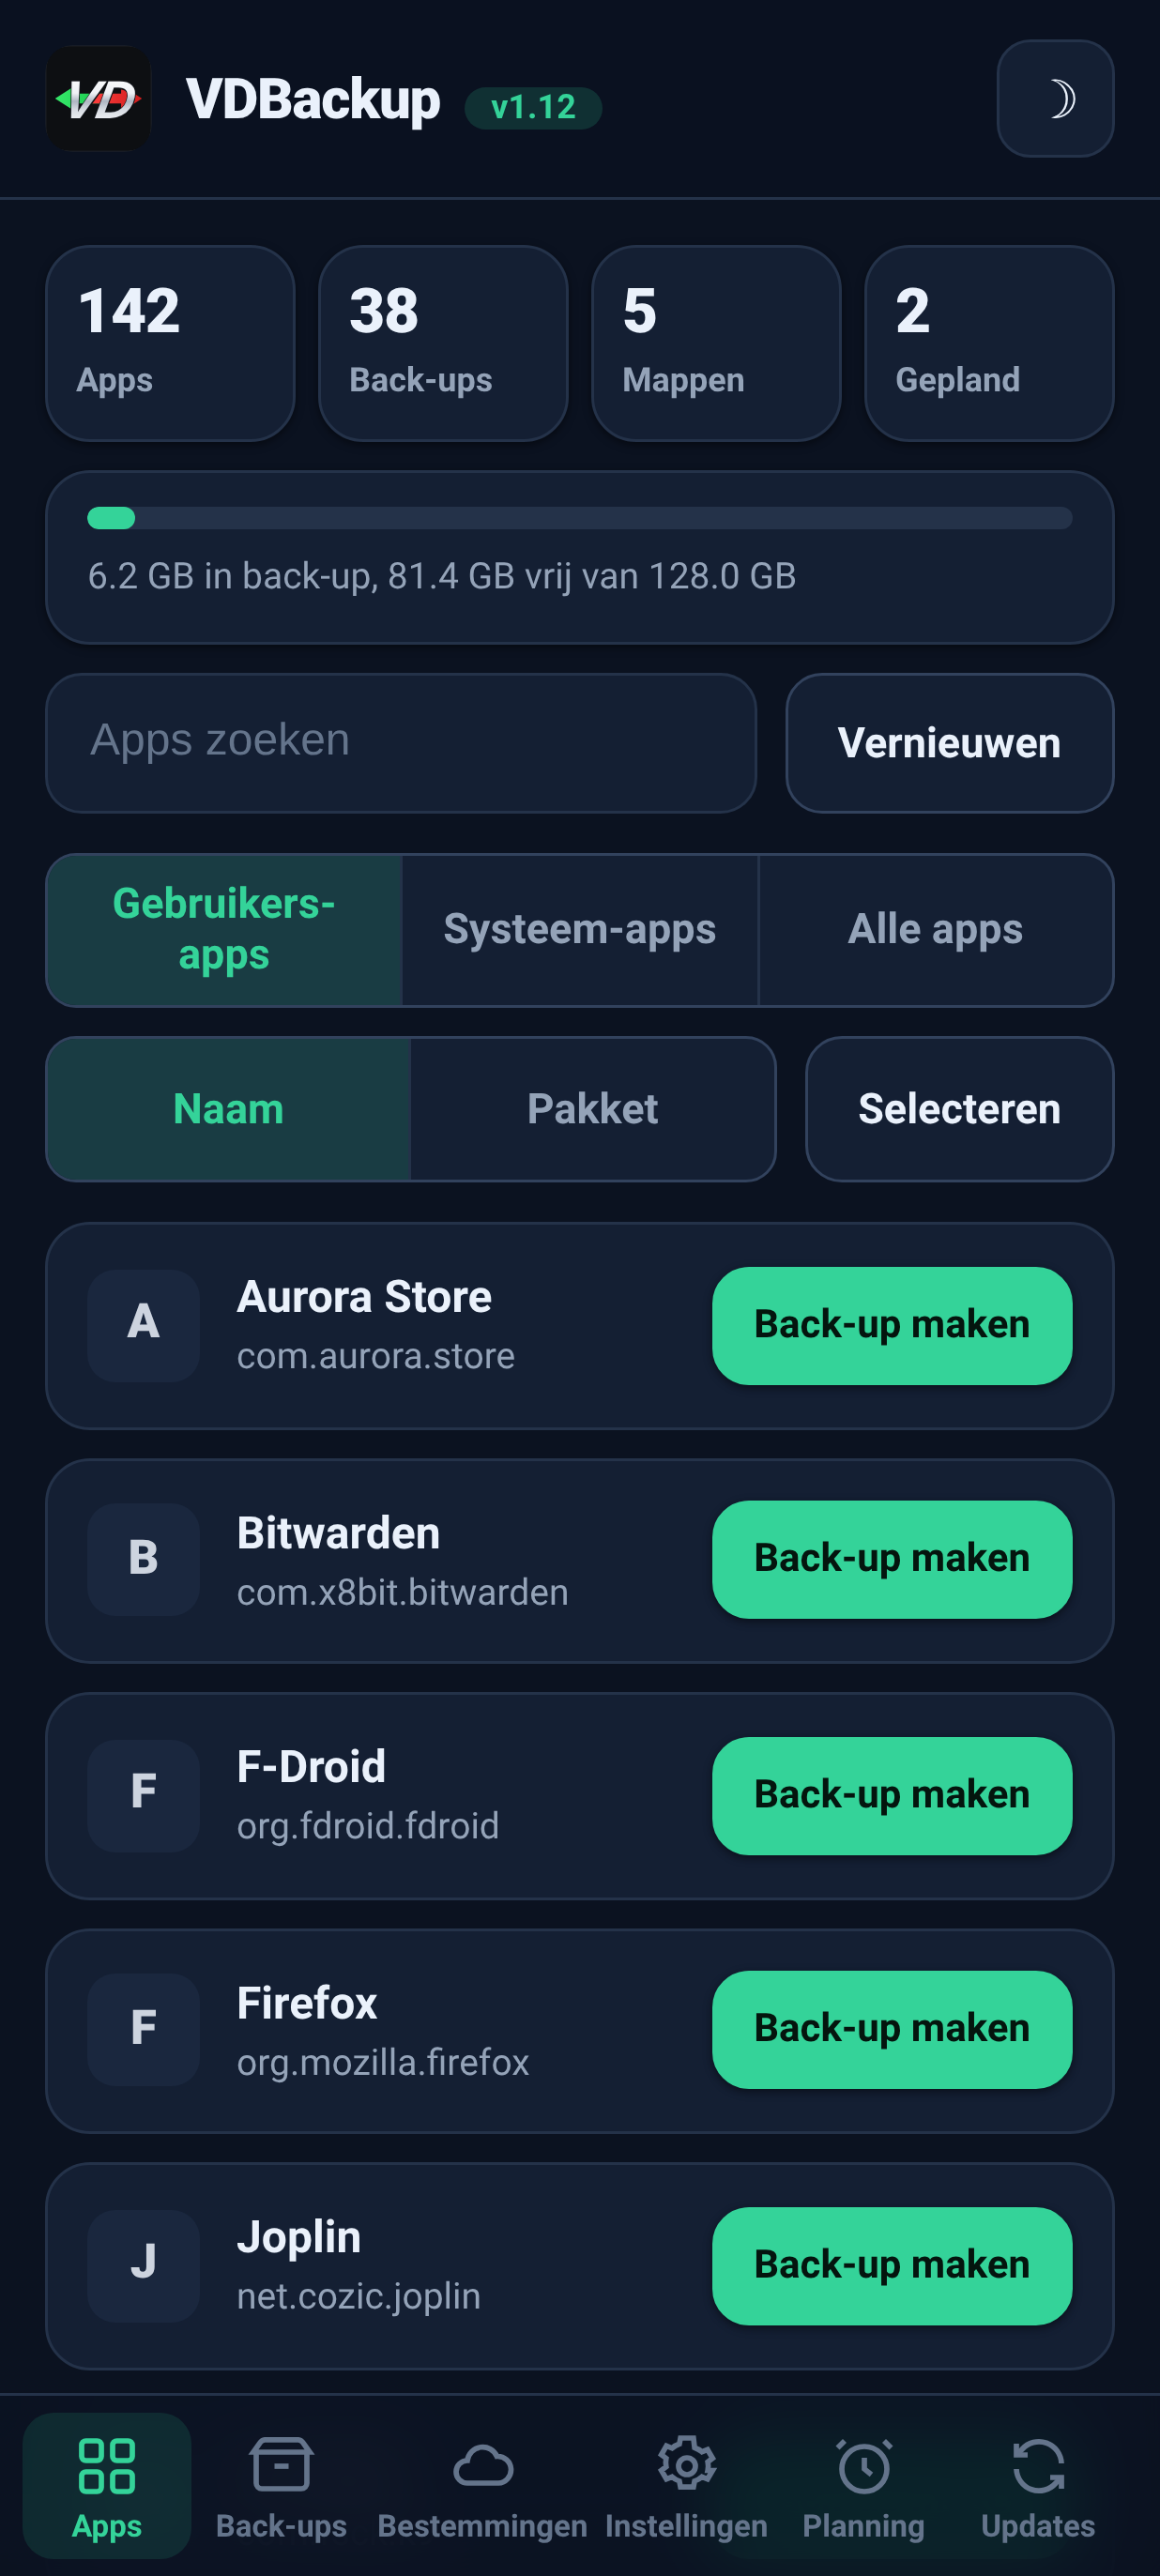 VD
VDBackup v1.12
142
Apps
38
Back-ups
5
Mappen
2
Gepland
6.2 GB in back-up, 81.4 GB vrij van 128.0 GB
Apps zoeken
Vernieuwen
Gebruikers-
apps
Systeem-apps
Alle apps
Naam
Pakket
Selecteren
A
Aurora Store
com.aurora.store
Back-up maken
B
Bitwarden
com.x8bit.bitwarden
Back-up maken
F
F-Droid
org.fdroid.fdroid
Back-up maken
F
Firefox
org.mozilla.firefox
Back-up maken
J
Joplin
net.cozic.joplin
Back-up maken
Apps
Back-ups
Bestemmingen
Instellingen
Planning
Updates